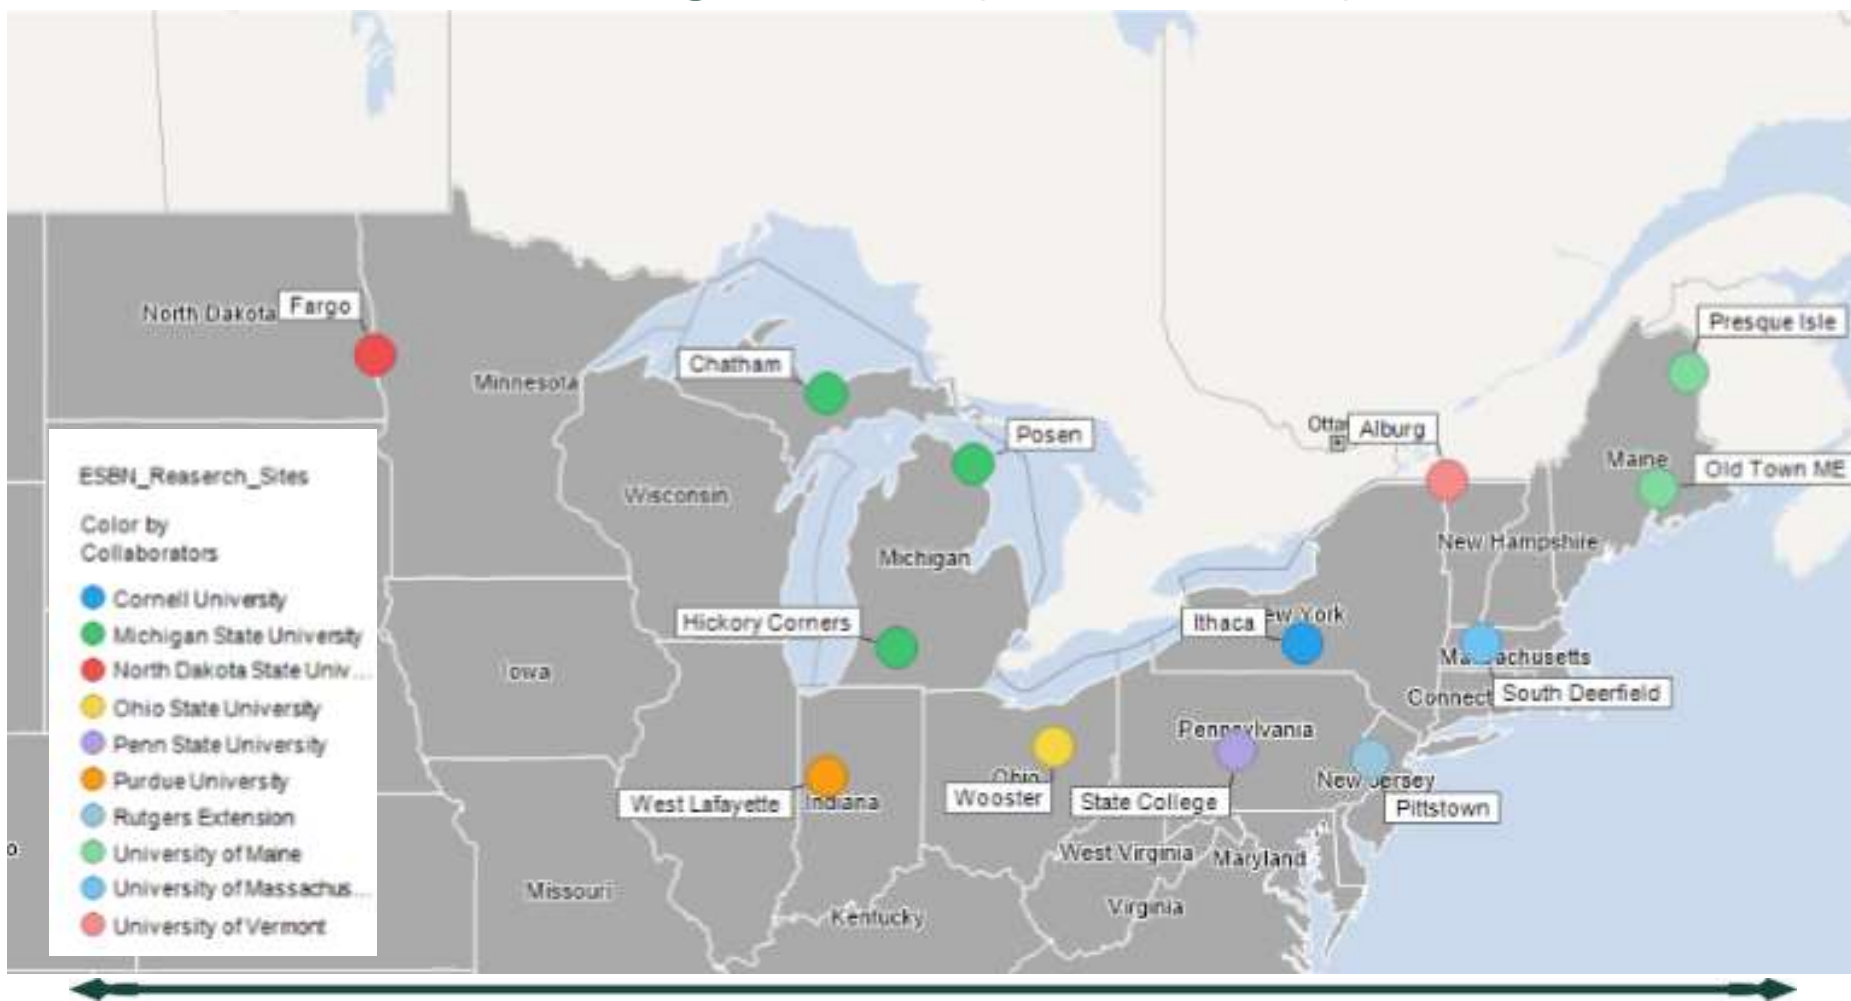 North Dakota
Fargo
Presque Isle
Chatham
Minnesota
Posen
Alburg
Maine
Old Town ME
Wisconsin
New Hampshire
Michigan
Hickory Corners
Ithaca
Massachusetts
South Deerfield
Iowa
Pennsylvania
New Jersey
West Lafayette
Indiana
Ohio
Wooster
State College
Pittstown
West Virginia
Maryland
Missouri
Kentucky
Virginia
ESBN_Reaserch_Sites
Color by
Collaborators
Cornell University
Michigan State University
North Dakota State Univ...
Ohio State University
Penn State University
Purdue University
Rutgers Extension
University of Maine
University of Massachus...
University of Vermont